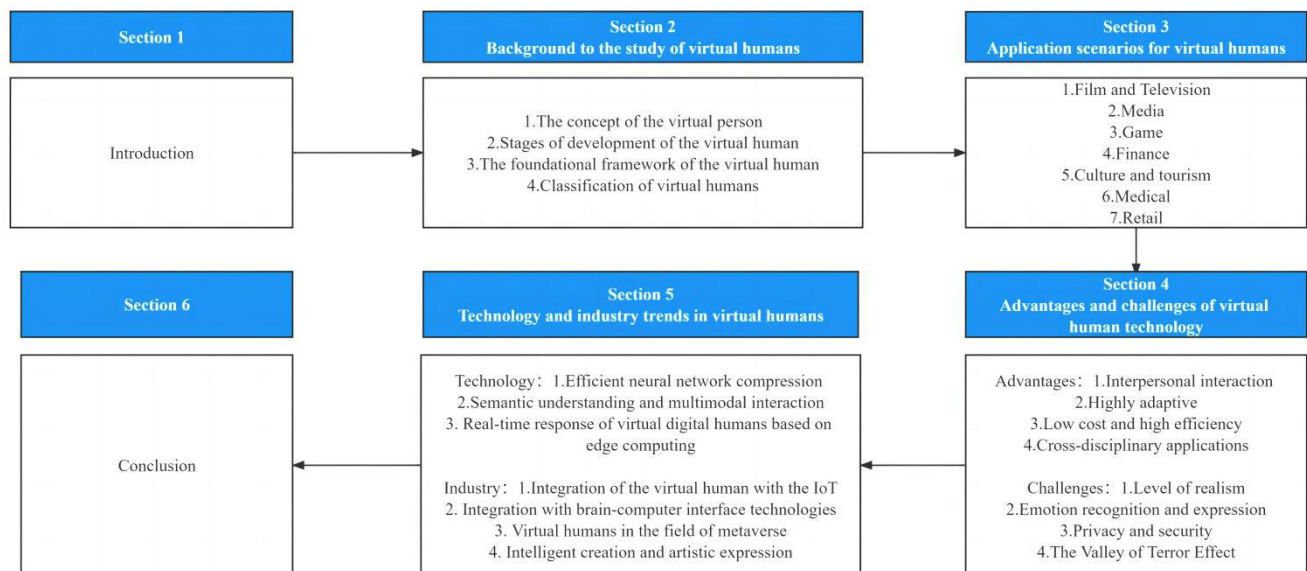 Section 1
Introduction
Section 2
Background to the study of virtual humans
1.The concept of the virtual person
2.Stages of development of the virtual human
3.The foundational framework of the virtual human
4.Classification of virtual humans
Section 3
Application scenarios for virtual humans
1.Film and Television
2.Media
3.Game
4.Finance
5.Culture and tourism
6.Medical
7.Retail
Section 4
Advantages and challenges of virtual
human technology
Advantages：1.Interpersonal interaction
2.Highly adaptive
3.Low cost and high efficiency
4.Cross-disciplinary applications
Challenges：1.Level of realism
2.Emotion recognition and expression
3.Privacy and security
4.The Valley of Terror Effect
Section 5
Technology and industry trends in virtual humans
Technology：1.Efficient neural network compression
2.Semantic understanding and multimodal interaction
3. Real-time response of virtual digital humans based on
edge computing
Industry：1.Integration of the virtual human with the IoT
2. Integration with brain-computer interface technologies
3. Virtual humans in the field of metaverse
4. Intelligent creation and artistic expression
Section 6
Conclusion